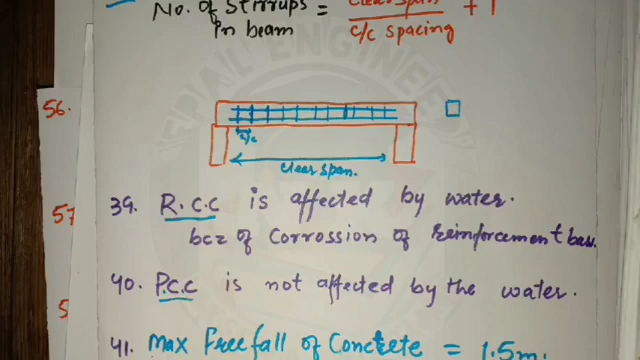 No. of Stirrups = clear span / c/c spacing + 1
in beam
56.
c/c
clear span.
39. R.C.C is affected by water.
57
bcz of Corrossion of reinforcement bar.
40. P.C.C is not affected by the water.
5
41. Max Free fall of Concrete = 1.5m.